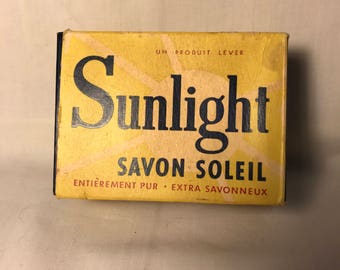 UN PRODUIT LEVER
Sunlight
SAVON SOLEIL
ENTIÈREMENT PUR • EXTRA SAVONNEUX